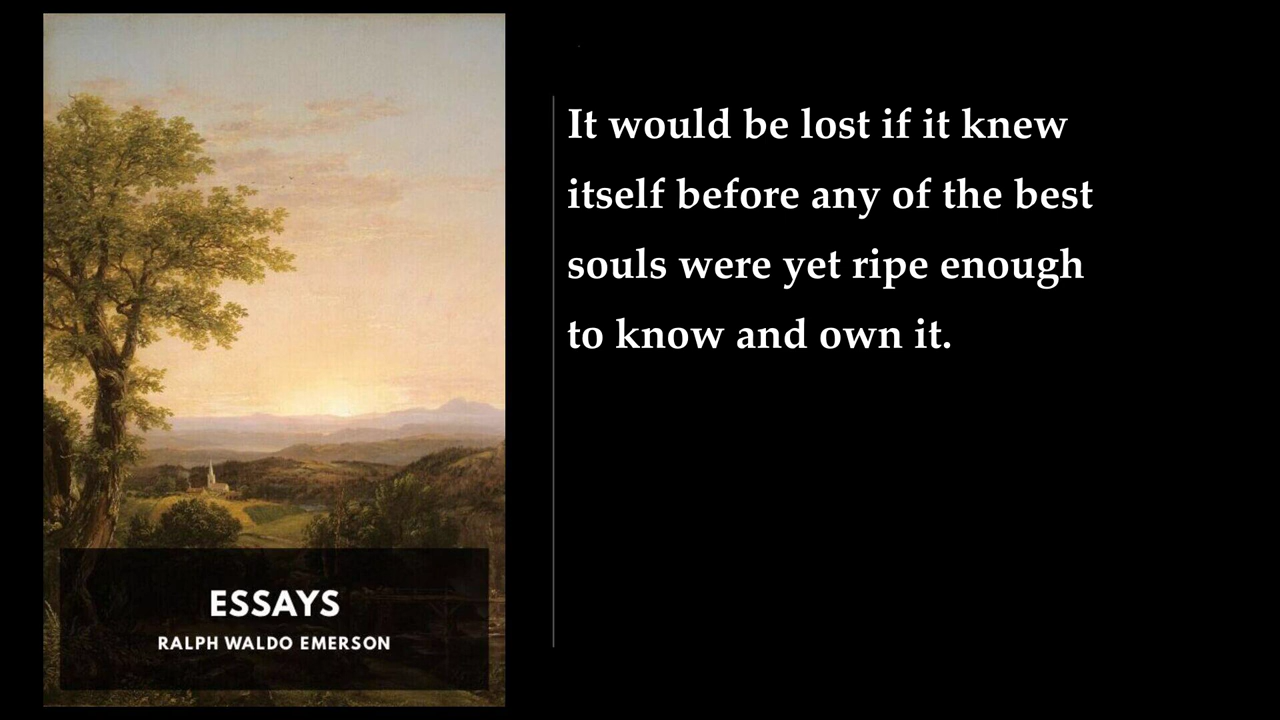 It would be lost if it knew
itself before any of the best
souls were yet ripe enough
to know and own it.
ESSAYS
RALPH WALDO EMERSON